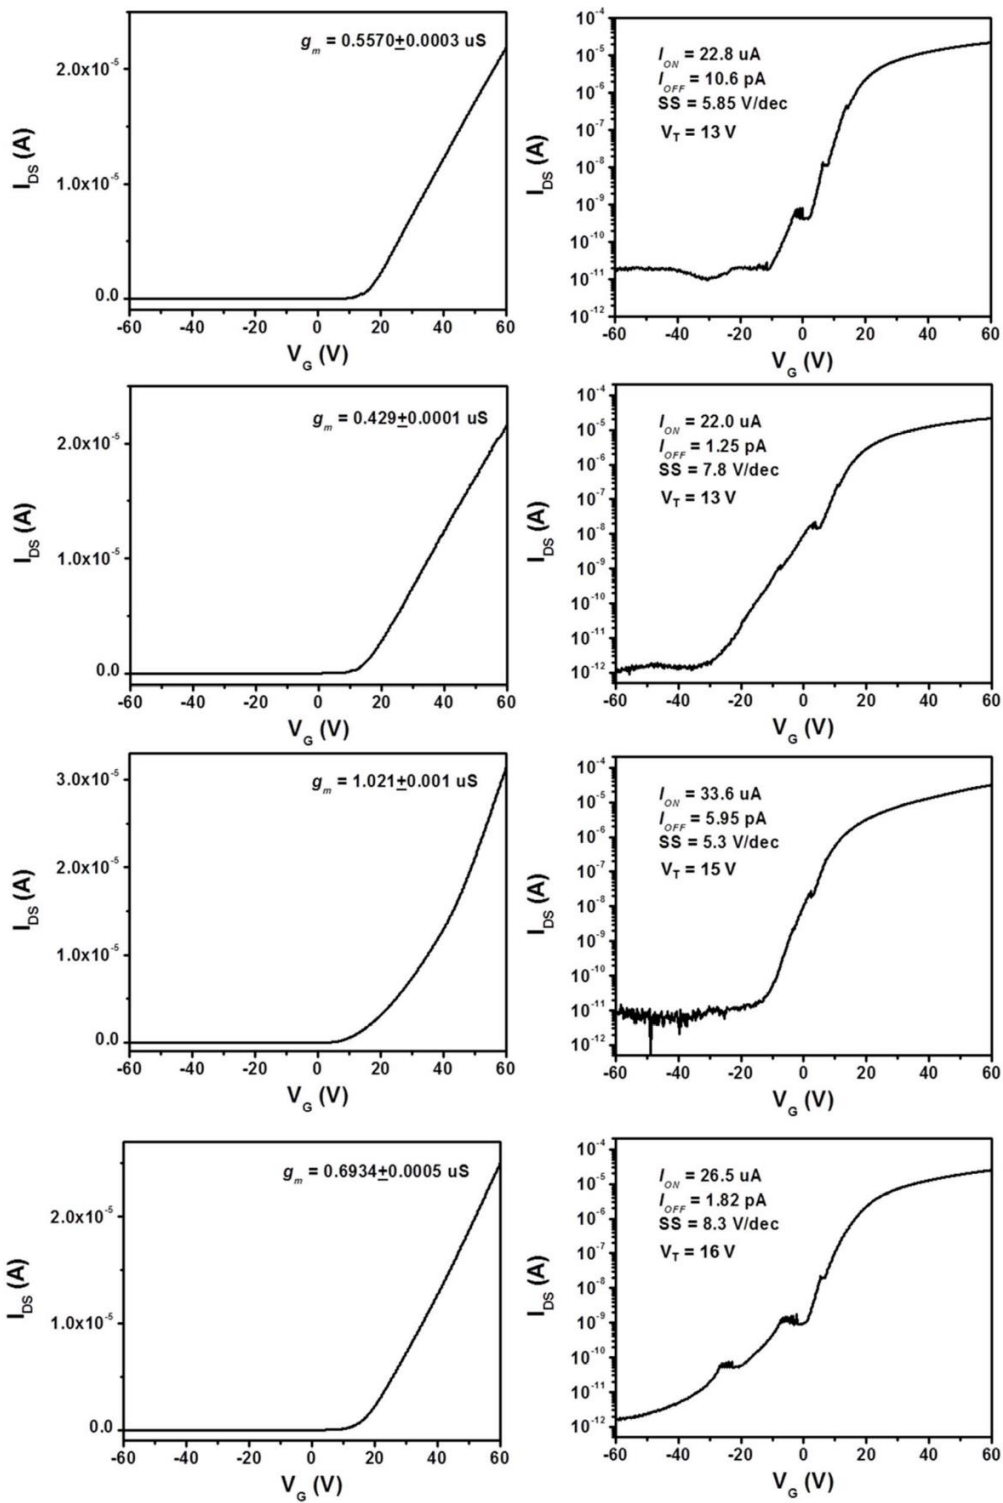 g_m = 0.5570±0.0003 uS
2.0x10⁻⁵
1.0x10⁻⁵
0.0
I_DS (A)
-60 -40 -20 0 20 40 60
V_G (V)
I_ON = 22.8 uA
I_OFF = 10.6 pA
SS = 5.85 V/dec
V_T = 13 V
10⁻⁴
10⁻⁵
10⁻⁶
10⁻⁷
10⁻⁸
10⁻⁹
10⁻¹⁰
10⁻¹¹
10⁻¹²
I_DS (A)
-60 -40 -20 0 20 40 60
V_G (V)
g_m = 0.429±0.0001 uS
2.0x10⁻⁵
1.0x10⁻⁵
0.0
I_DS (A)
-60 -40 -20 0 20 40 60
V_G (V)
I_ON = 22.0 uA
I_OFF = 1.25 pA
SS = 7.8 V/dec
V_T = 13 V
10⁻⁴
10⁻⁵
10⁻⁶
10⁻⁷
10⁻⁸
10⁻⁹
10⁻¹⁰
10⁻¹¹
10⁻¹²
I_DS (A)
-60 -40 -20 0 20 40 60
V_G (V)
g_m = 1.021±0.001 uS
3.0x10⁻⁵
2.0x10⁻⁵
1.0x10⁻⁵
0.0
I_DS (A)
-60 -40 -20 0 20 40 60
V_G (V)
I_ON = 33.6 uA
I_OFF = 5.95 pA
SS = 5.3 V/dec
V_T = 15 V
10⁻⁴
10⁻⁵
10⁻⁶
10⁻⁷
10⁻⁸
10⁻⁹
10⁻¹⁰
10⁻¹¹
10⁻¹²
I_DS (A)
-60 -40 -20 0 20 40 60
V_G (V)
g_m = 0.6934±0.0005 uS
2.0x10⁻⁵
1.0x10⁻⁵
0.0
I_DS (A)
-60 -40 -20 0 20 40 60
V_G (V)
I_ON = 26.5 uA
I_OFF = 1.82 pA
SS = 8.3 V/dec
V_T = 16 V
10⁻⁴
10⁻⁵
10⁻⁶
10⁻⁷
10⁻⁸
10⁻⁹
10⁻¹⁰
10⁻¹¹
10⁻¹²
I_DS (A)
-60 -40 -20 0 20 40 60
V_G (V)